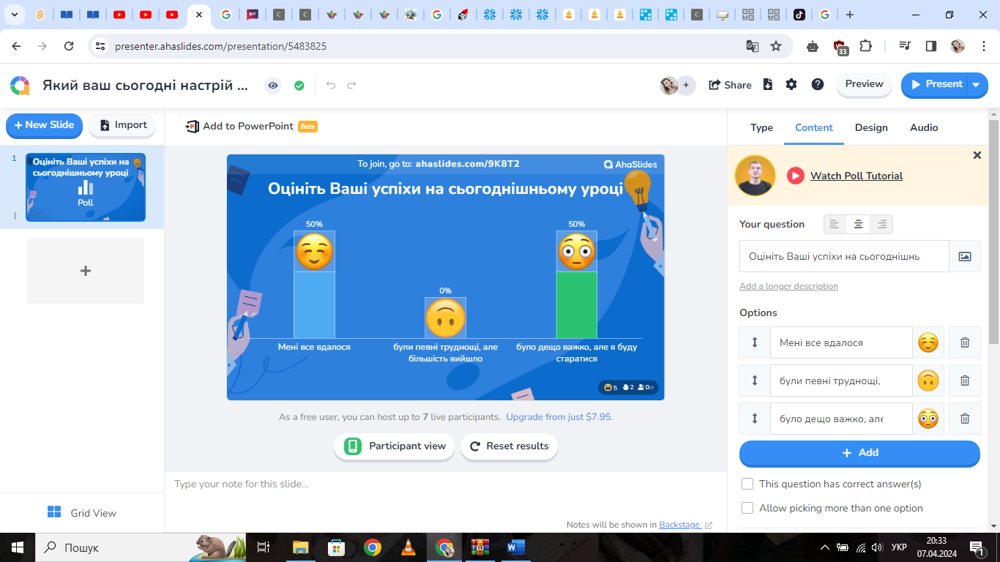 presenter.ahaslides.com/presentation/5483825
33
Який ваш сьогодні настрій ...
+
Share
Preview
Present
+ New Slide
Import
Add to PowerPoint Beta
Type
Content
Design
Audio
1
Оцініть Ваші успіхи на
сьогоднішньому уроці
Poll
+
To join, go to: ahaslides.com/9K8T2
AhaSlides
Оцініть Ваші успіхи на сьогоднішньому уроці
50%
0%
50%
Мені все вдалося
були певні труднощі, але
більшість вийшло
було дещо важко, але я буду
старатися
5 2 0/7
As a free user, you can host up to 7 live participants. Upgrade from just $7.95.
Participant view
Reset results
Type your note for this slide...
Notes will be shown in Backstage
Grid View
Watch Poll Tutorial
Your question
Оцініть Ваші успіхи на сьогоднішнь
Add a longer description
Options
Мені все вдалося
були певні труднощі,
було дещо важко, але
+ Add
This question has correct answer(s)
Allow picking more than one option
Пошук
УКР
20:33
07.04.2024
1